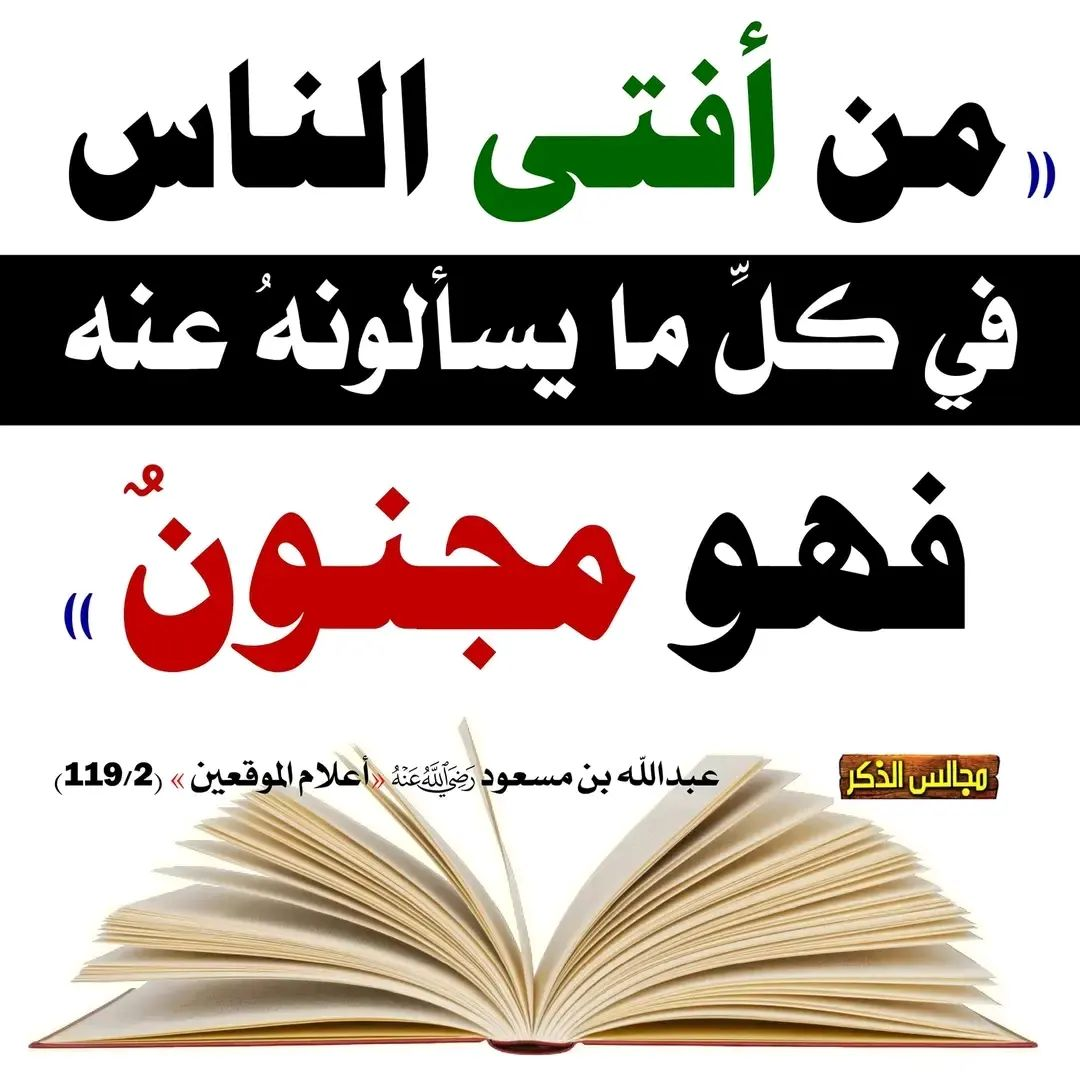 (( من أفتى الناس
في كلِّ ما يسألونهُ عنه
فهو مجنونٌ ))
مجالس الذكر
عبدالله بن مسعود رَضِيَ اللَّهُ عَنْهُ «أعلام الموقعين» (119/2)